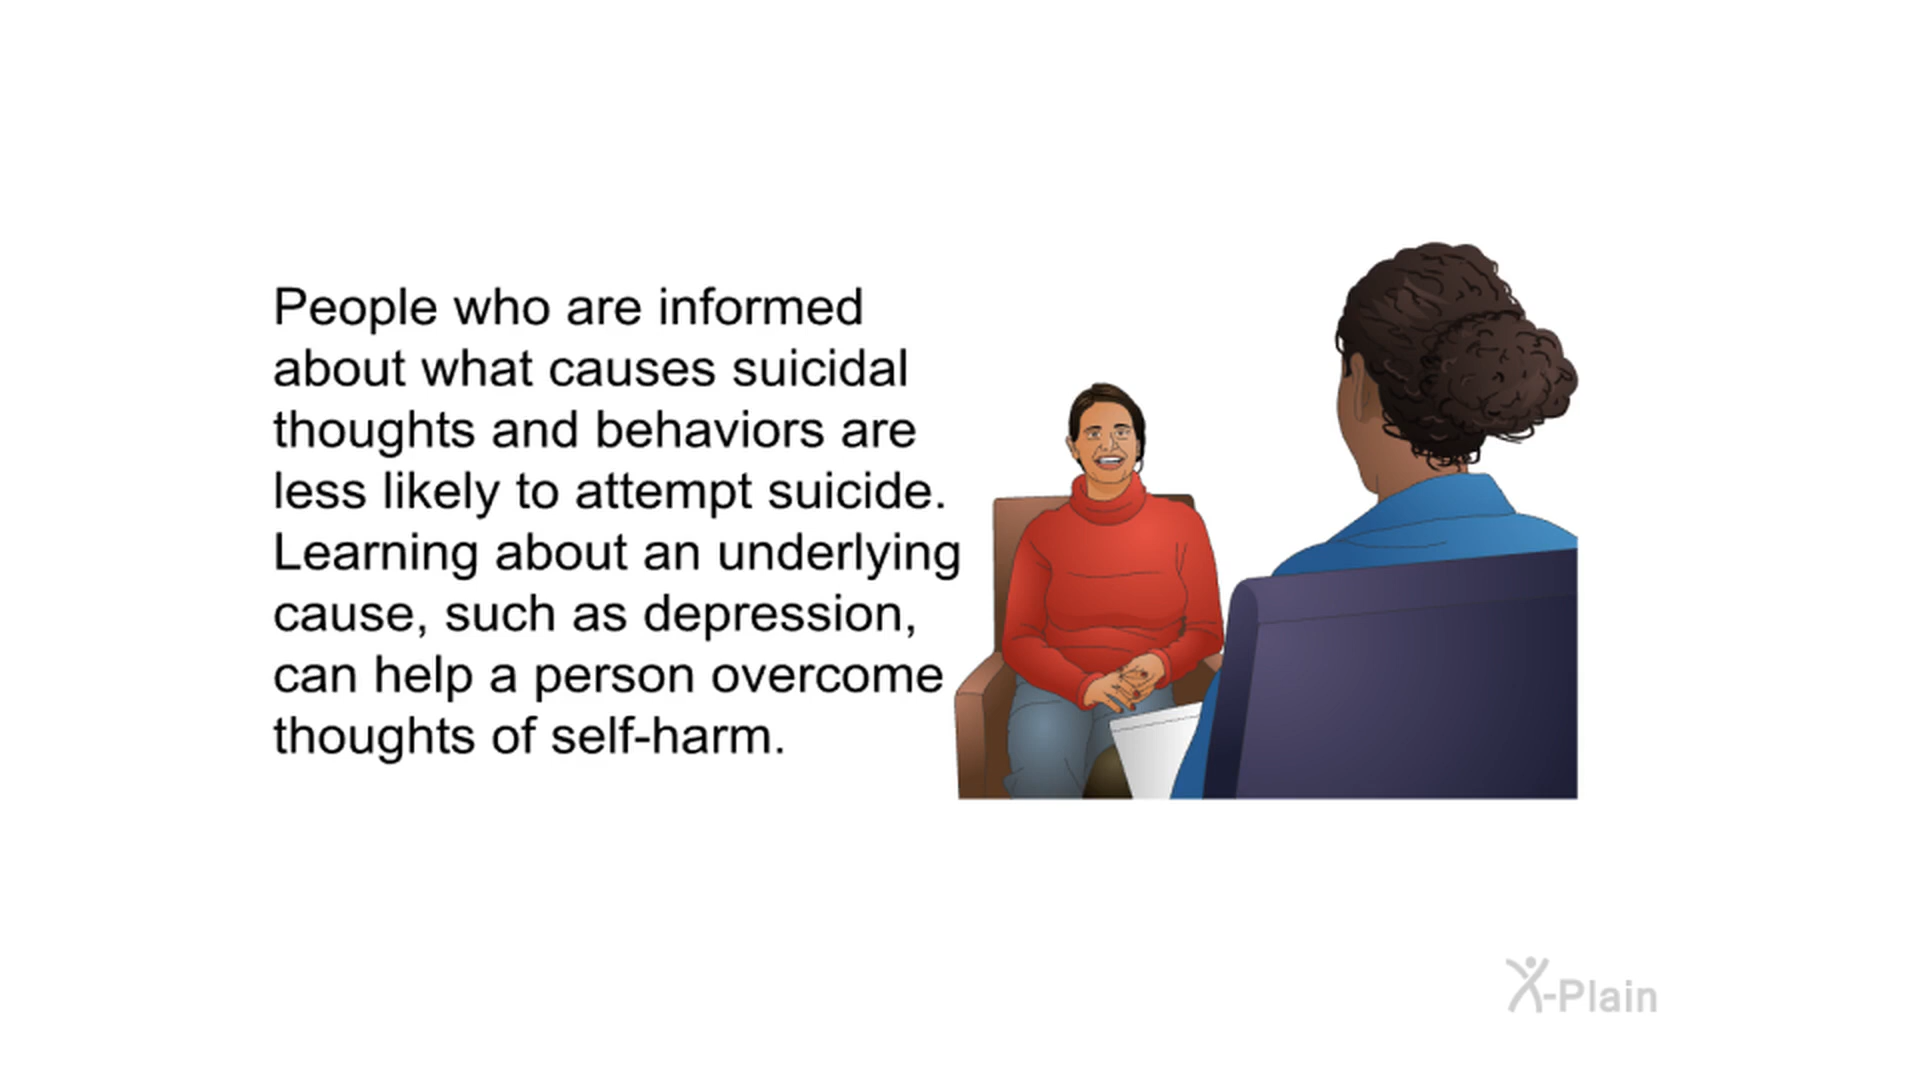 People who are informed
about what causes suicidal
thoughts and behaviors are
less likely to attempt suicide.
Learning about an underlying
cause, such as depression,
can help a person overcome
thoughts of self-harm.
X-Plain